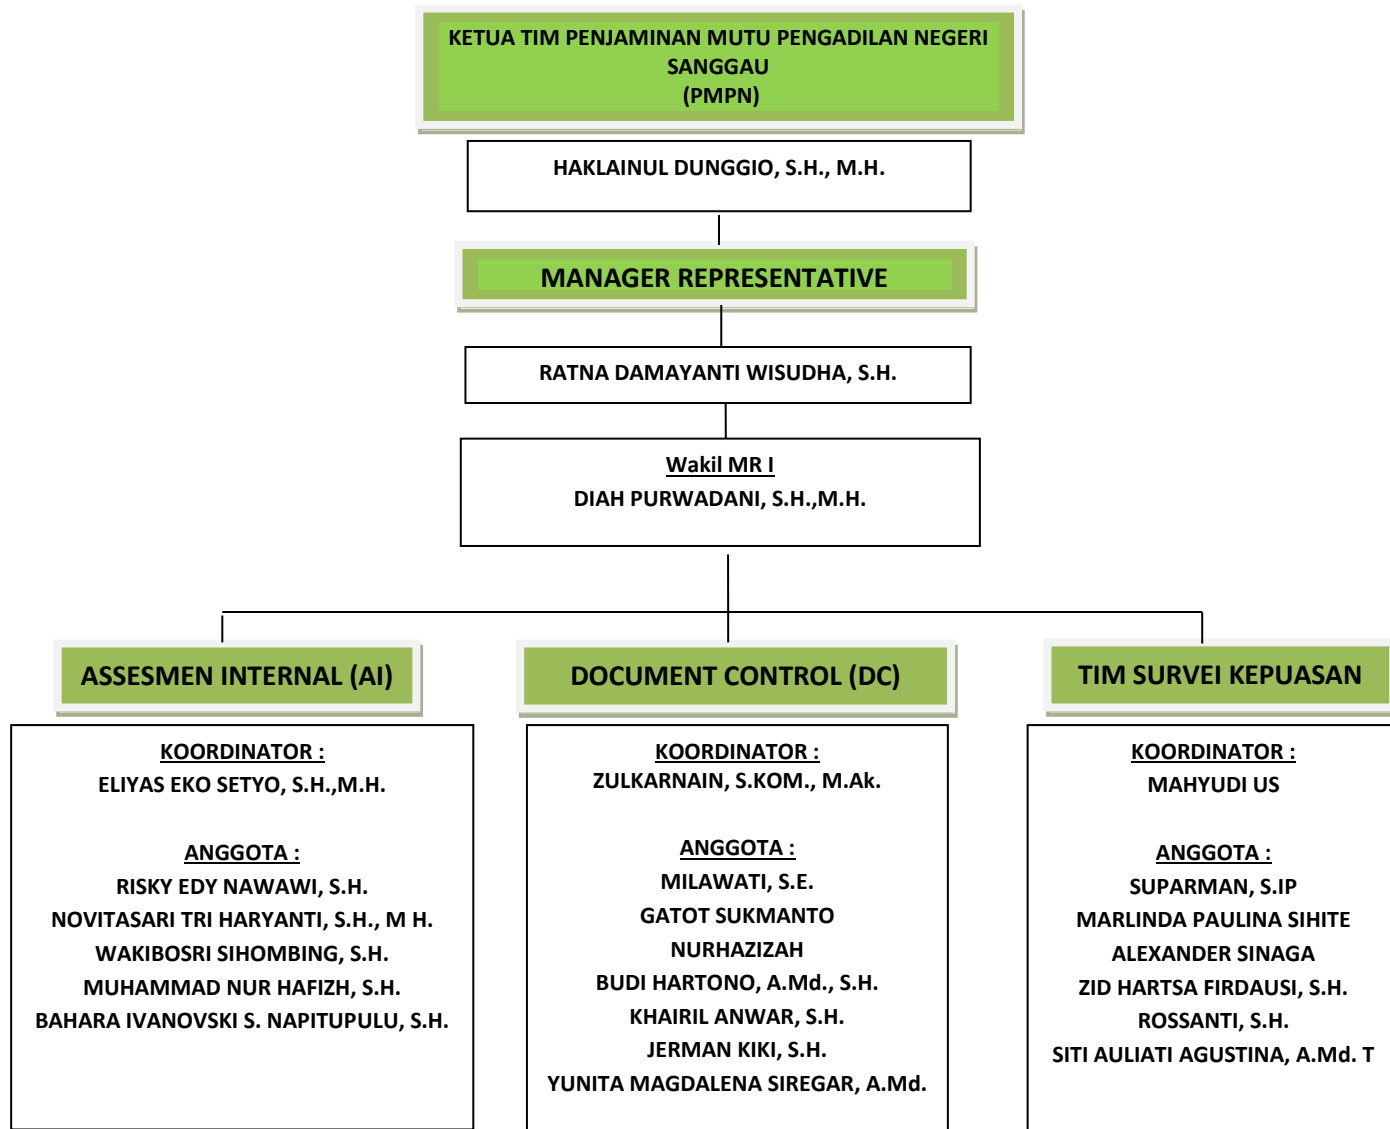 KETUA TIM PENJAMINAN MUTU PENGADILAN NEGERI
SANGGAU
(PMPN)
HAKLAINUL DUNGGIO, S.H., M.H.
MANAGER REPRESENTATIVE
RATNA DAMAYANTI WISUDHA, S.H.
Wakil MR I
DIAH PURWADANI, S.H.,M.H.
ASSESMEN INTERNAL (AI)
KOORDINATOR :
ELIYAS EKO SETYO, S.H.,M.H.
ANGGOTA :
RISKY EDY NAWAWI, S.H.
NOVITASARI TRI HARYANTI, S.H., M H.
WAKIBOSRI SIHOMBING, S.H.
MUHAMMAD NUR HAFIZH, S.H.
BAHARA IVANOVSKI S. NAPITUPULU, S.H.
DOCUMENT CONTROL (DC)
KOORDINATOR :
ZULKARNAIN, S.KOM., M.Ak.
ANGGOTA :
MILAWATI, S.E.
GATOT SUKMANTO
NURHAZIZAH
BUDI HARTONO, A.Md., S.H.
KHAIRIL ANWAR, S.H.
JERMAN KIKI, S.H.
YUNITA MAGDALENA SIREGAR, A.Md.
TIM SURVEI KEPUASAN
KOORDINATOR :
MAHYUDI US
ANGGOTA :
SUPARMAN, S.IP
MARLINDA PAULINA SIHITE
ALEXANDER SINAGA
ZID HARTSA FIRDAUSI, S.H.
ROSSANTI, S.H.
SITI AULIATI AGUSTINA, A.Md. T